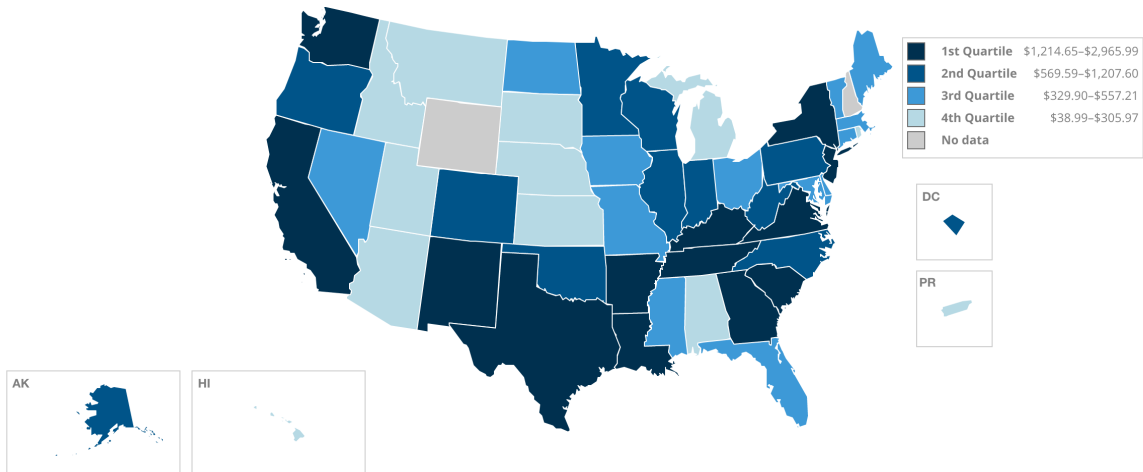 1st Quartile $1,214.65–$2,965.99
2nd Quartile $569.59–$1,207.60
3rd Quartile $329.90–$557.21
4th Quartile $38.99–$305.97
No data
DC
PR
AK
HI